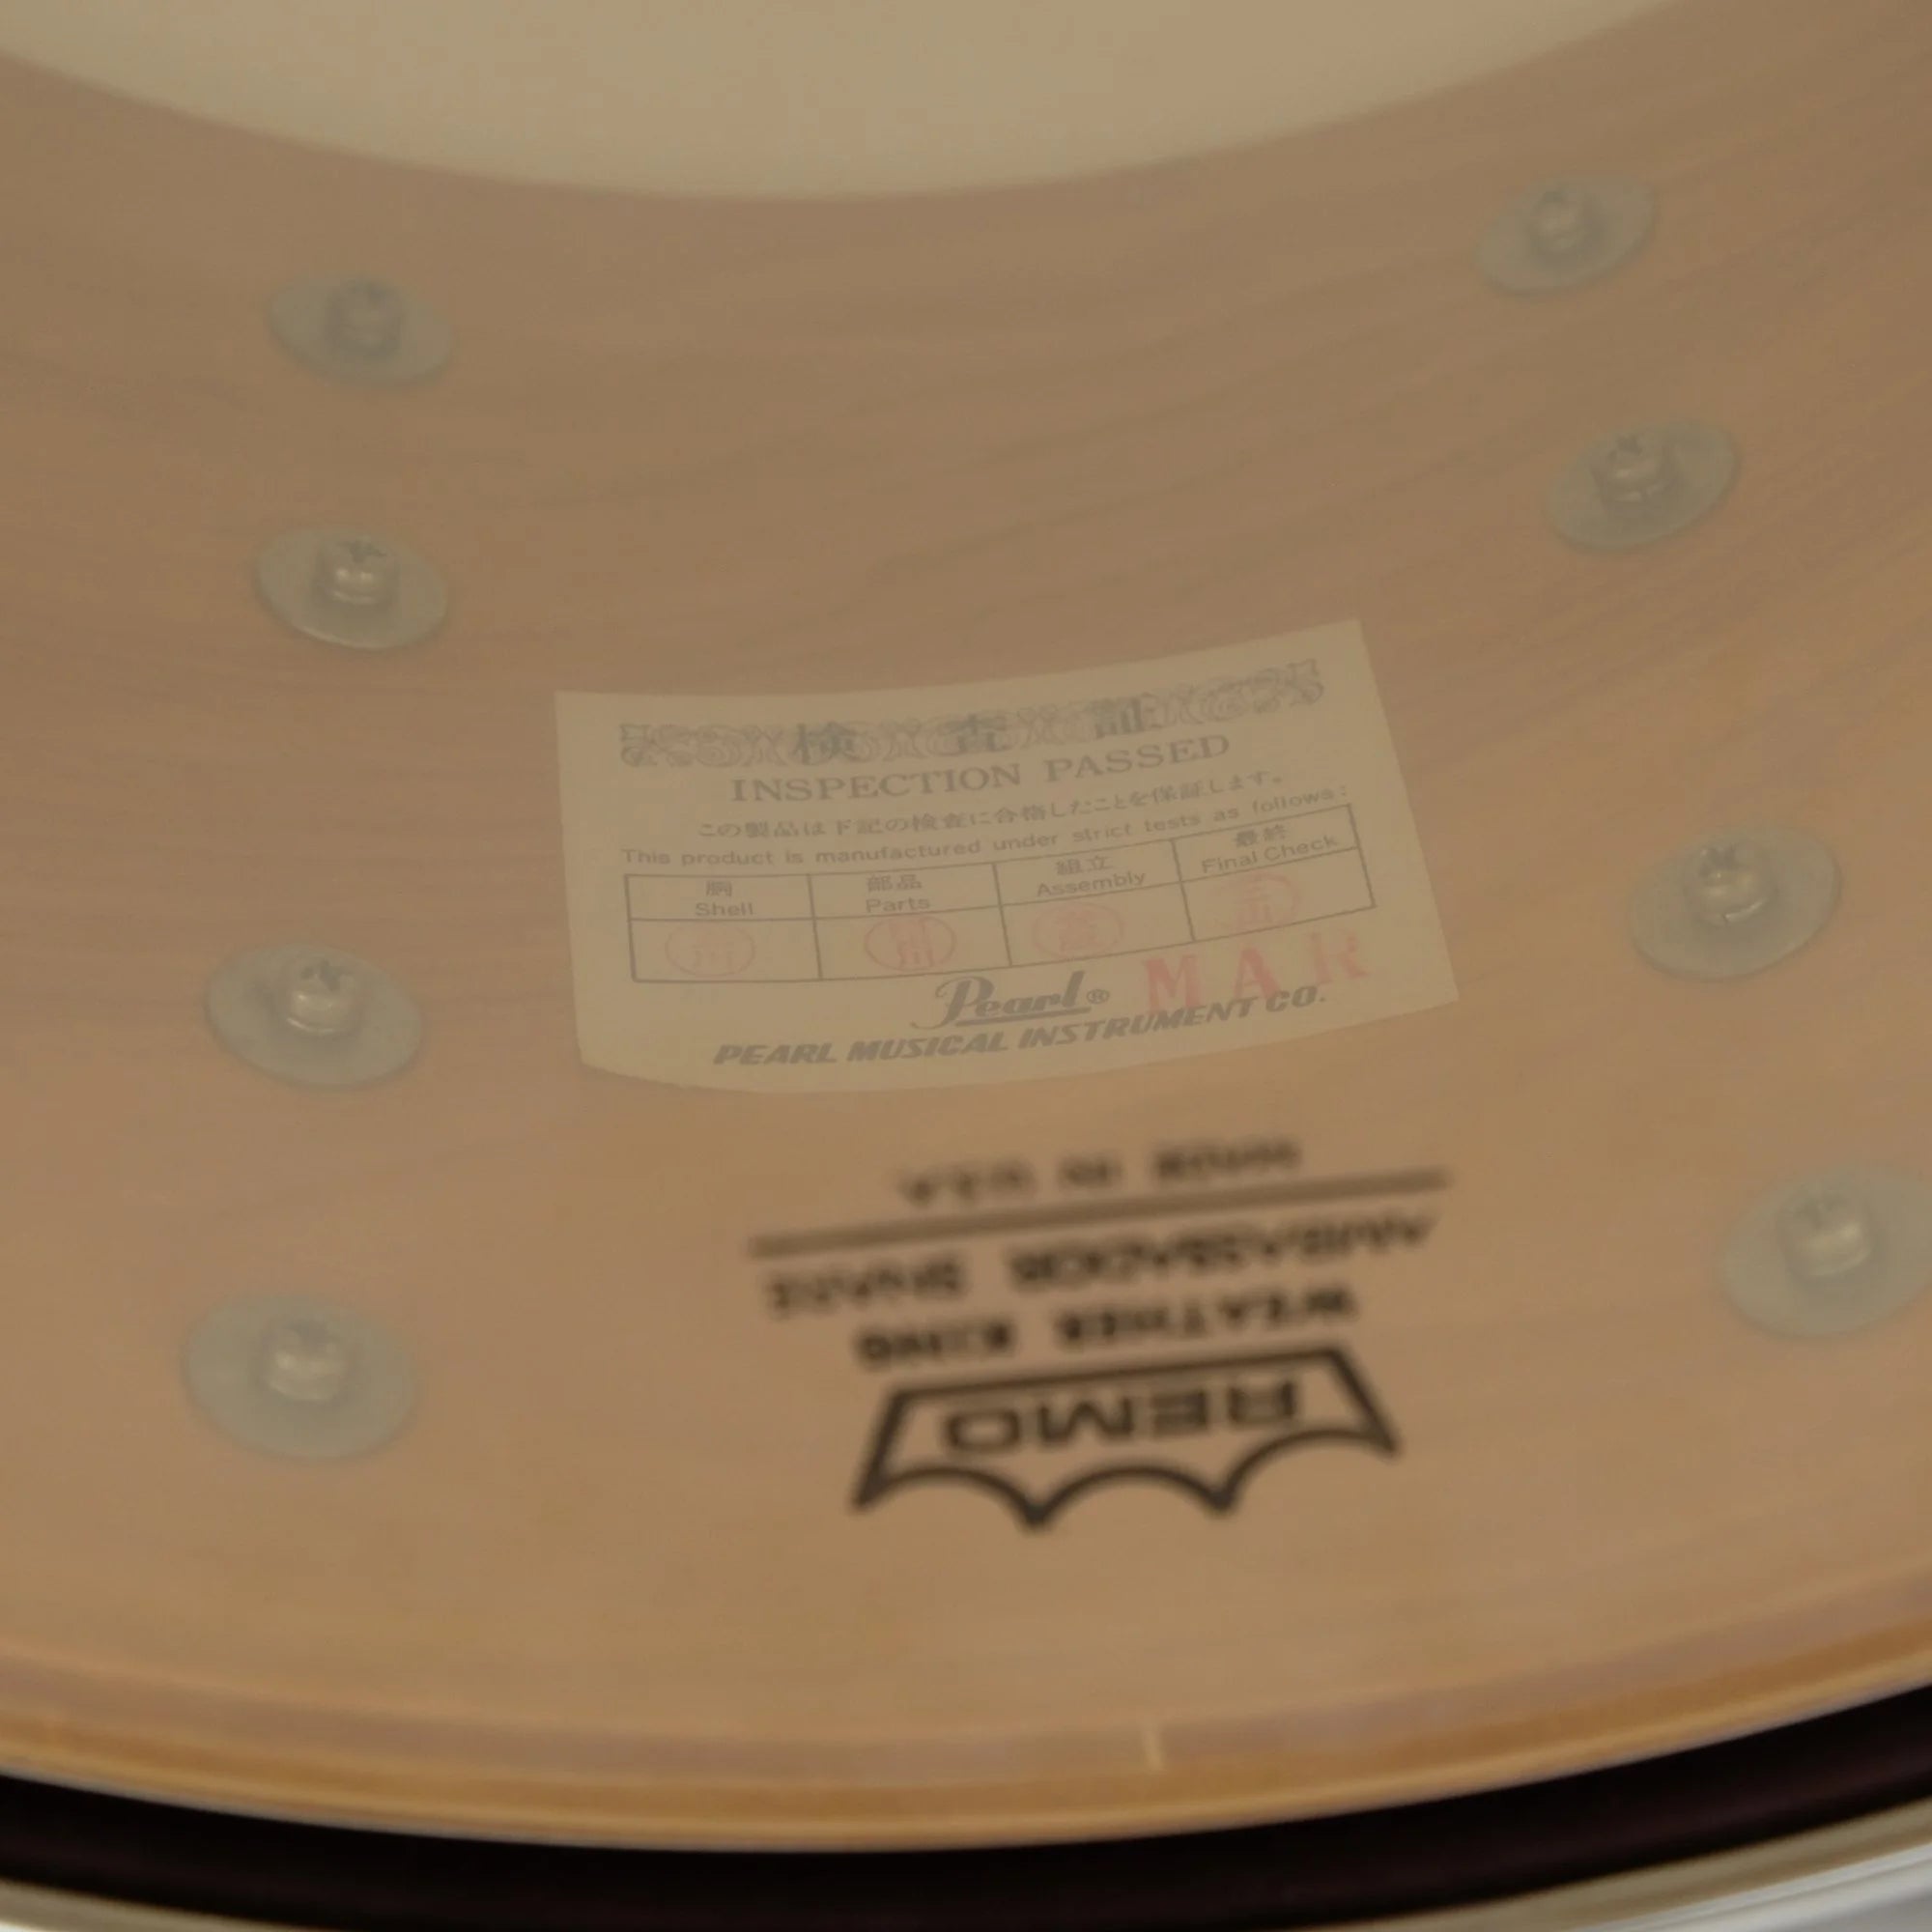 検査証
INSPECTION PASSED
この製品は下記の検査に合格したことを保証します。
This product is manufactured under strict tests as follows:
胴 部品 組立 最終
Shell Parts Assembly Final Check
MAR
Pearl®
PEARL MUSICAL INSTRUMENT CO.
MADE IN U.S.A.
AMBASSADOR SNARE
WEATHER KING
REMO